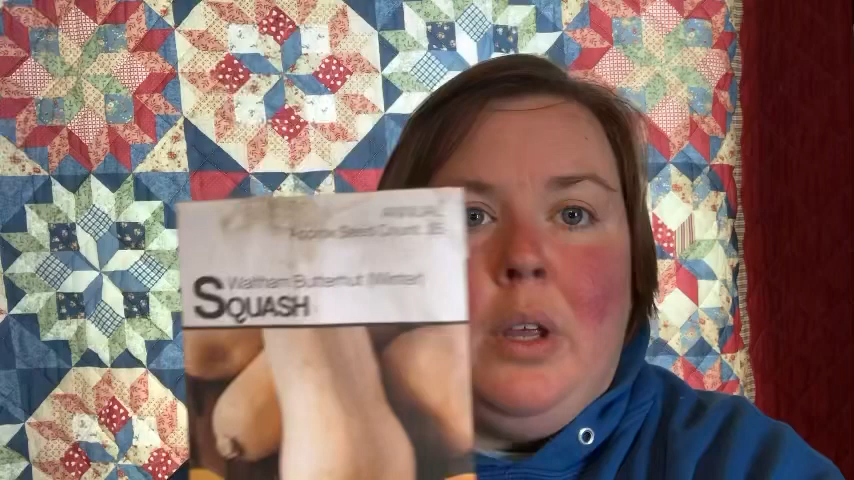 ANNUAL
Approx Seed Count: 35
Waltham Butternut (Winter)
SQUASH